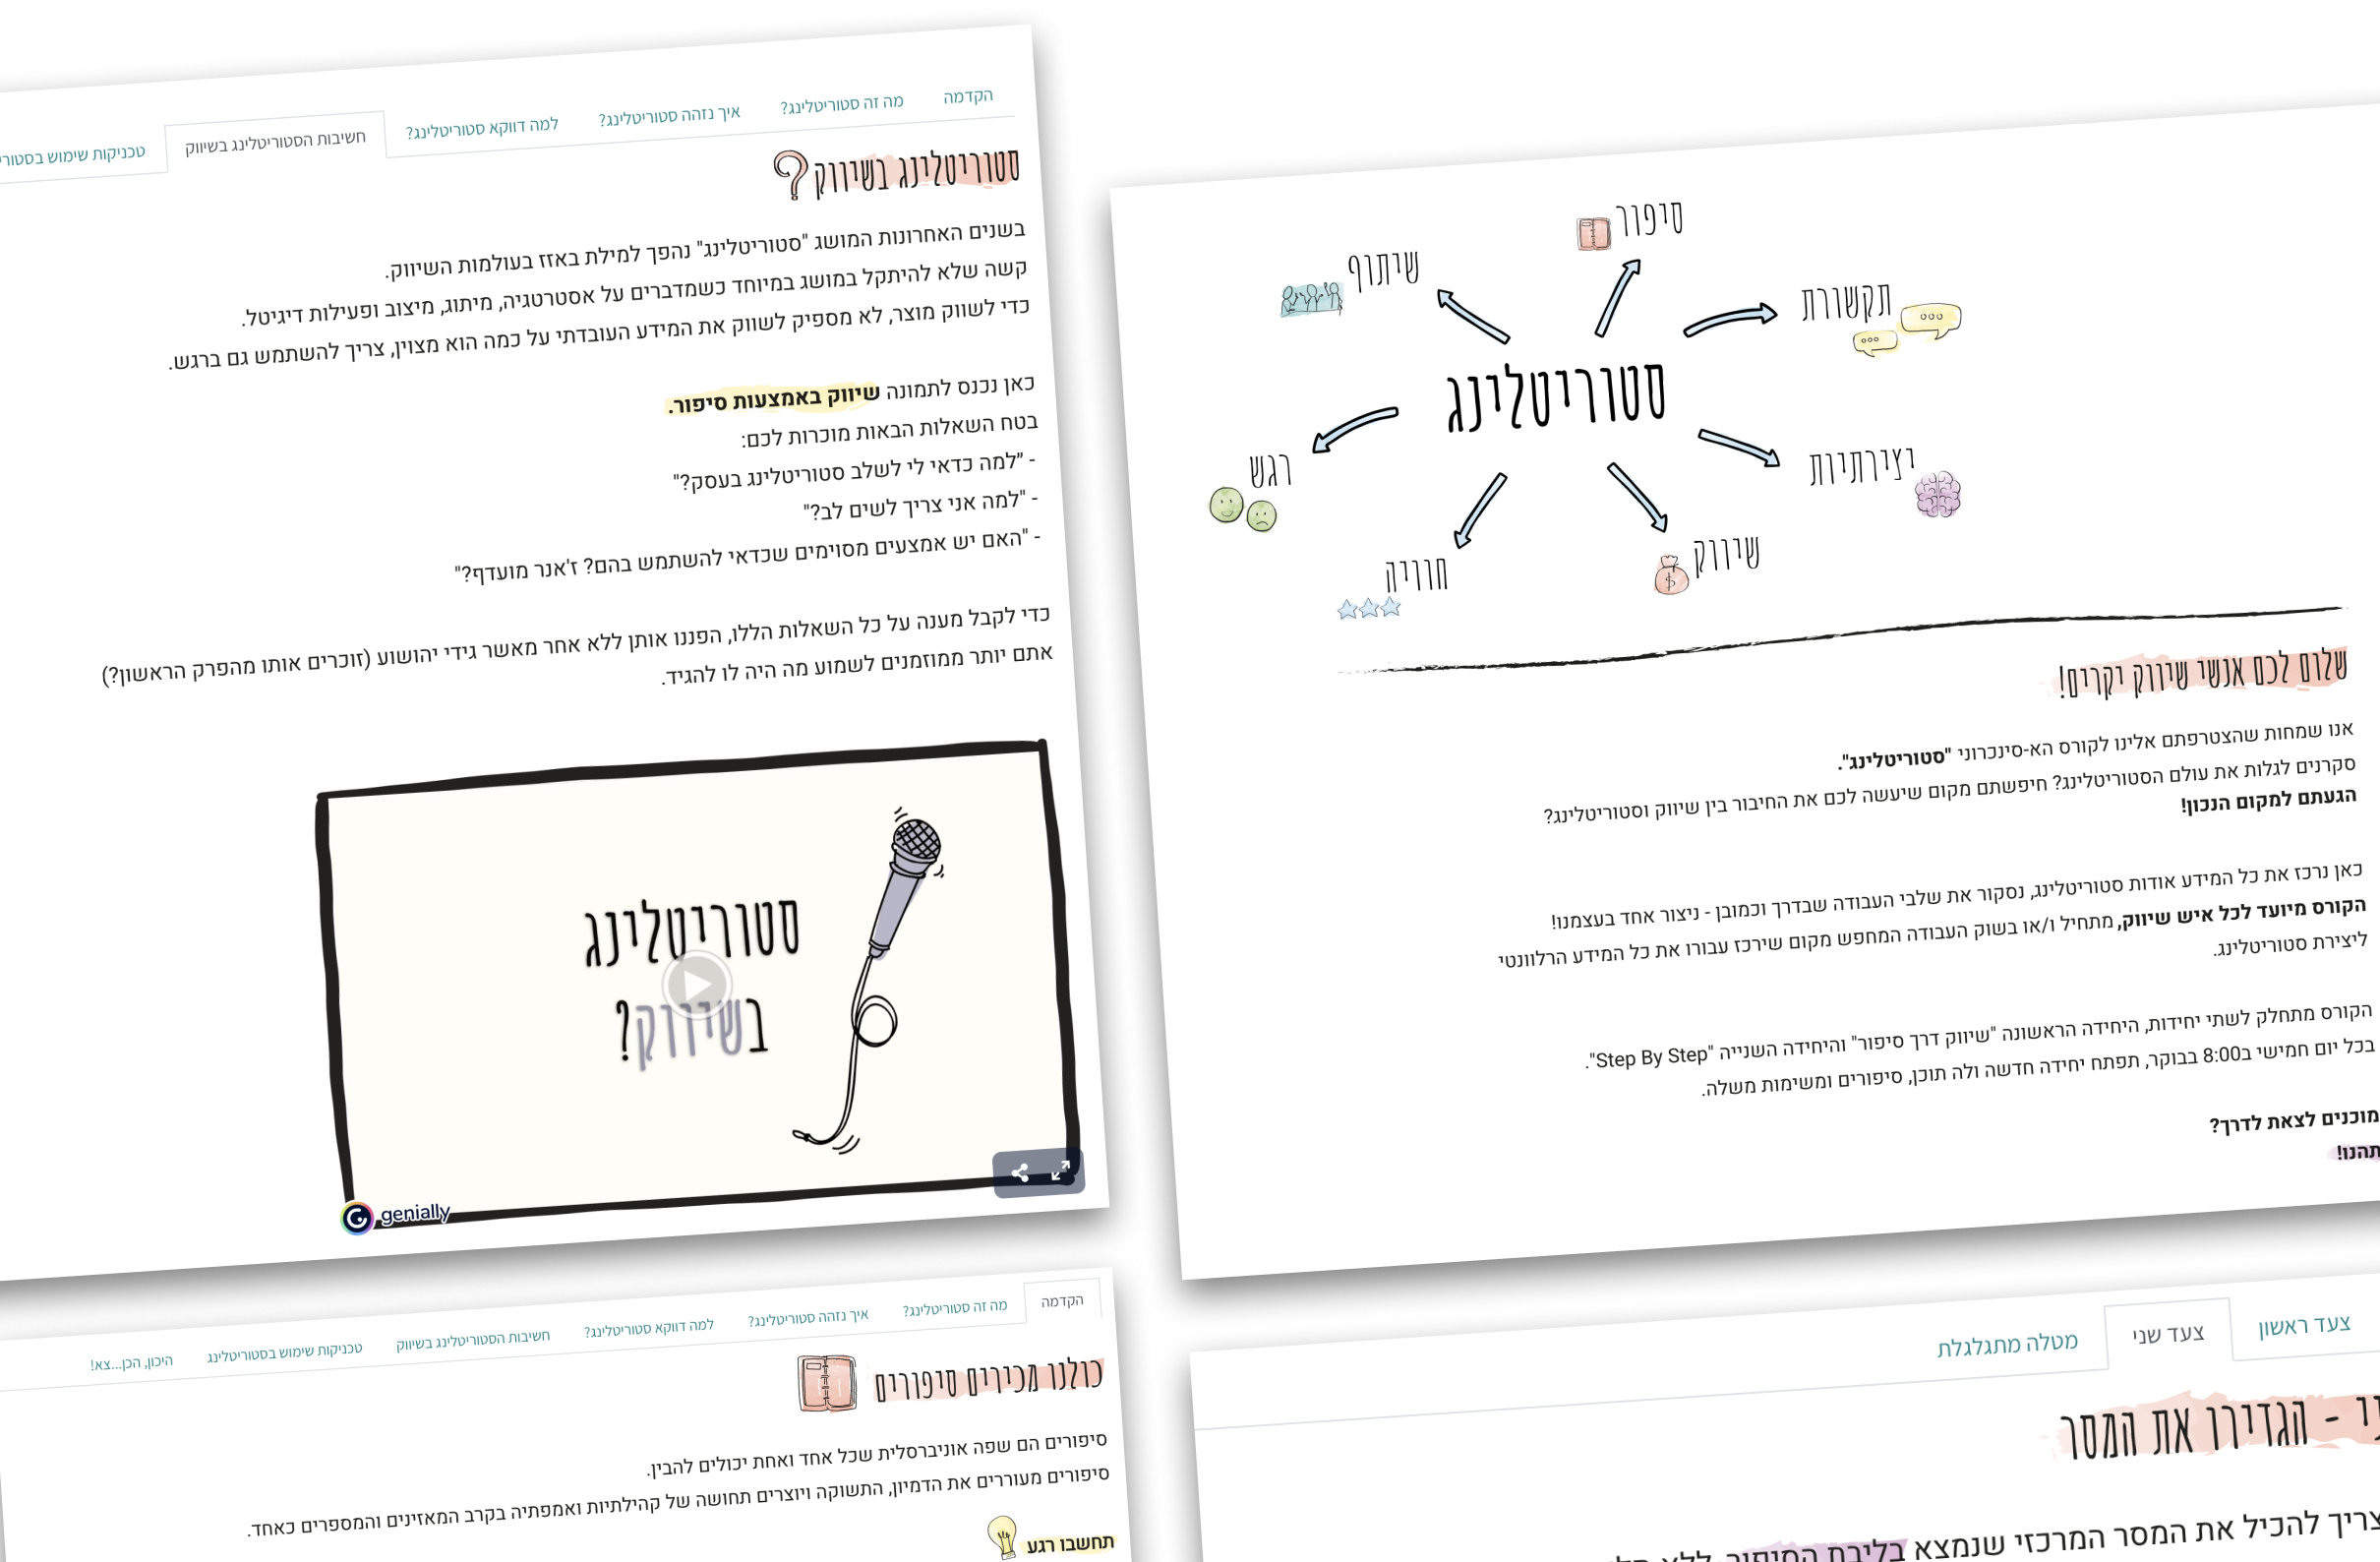 הקדמה
מה זה סטוריטלינג?
איך נזהה סטוריטלינג?
למה דווקא סטוריטלינג?
חשיבות הסטוריטלינג בשיווק
טכניקות שימוש
סטוריטלינג בשיווק?
בשנים האחרונות המושג "סטוריטלינג" נהפך למילת באזז בעולמות השיווק.
קשה שלא להיתקל במושג במיוחד כשמדברים על אסטרטגיה, מיתוג, מיצוב ופעילות דיגיטל.
כדי לשווק מוצר, לא מספיק לשווק את המידע העובדתי על כמה הוא מצוין, צריך להשתמש גם ברגש.
כאן נכנס לתמונה שיווק באמצעות סיפור.
בטח השאלות הבאות מוכרות לכם:
- "למה כדאי לי לשלב סטוריטלינג בעסק?"
- "למה אני צריך לשים לב?"
- "האם יש אמצעים מסוימים שכדאי להשתמש בהם? ז'אנר מועדף?"
כדי לקבל מענה על כל השאלות הללו, הפננו אותן ללא אחר מאשר גידי יהושוע (זוכרים אותו מהפרק הראשון?)
אתם יותר ממוזמנים לשמוע מה היה לו להגיד.
סטוריטלינג
בשיווק?
genially
סיפור
שיתוף
תקשורת
סטוריטלינג
רגש
יצירתיות
חוויה
שיווק
שלום לכם אנשי שיווק יקרים!
אנו שמחות שהצטרפתם אלינו לקורס הא-סינכרוני "סטוריטלינג".
סקרנים לגלות את עולם הסטוריטלינג? חיפשתם מקום שיעשה לכם את החיבור בין שיווק וסטוריטלינג?
הגעתם למקום הנכון!
כאן נרכז את כל המידע אודות סטוריטלינג, נסקור את שלבי העבודה שבדרך וכמובן - ניצור אחד בעצמנו!
הקורס מיועד לכל איש שיווק, מתחיל ו/או בשוק העבודה המחפש מקום שירכז עבורו את כל המידע הרלוונטי
ליצירת סטוריטלינג.
הקורס מתחלק לשתי יחידות, היחידה הראשונה "שיווק דרך סיפור" והיחידה השנייה "Step By Step".
בכל יום חמישי ב8:00 בבוקר, תפתח יחידה חדשה ולה תוכן, סיפורים ומשימות משלה.
מוכנים לצאת לדרך?
תהנו!
הקדמה
מה זה סטוריטלינג?
איך נזהה סטוריטלינג?
למה דווקא סטוריטלינג?
חשיבות הסטוריטלינג בשיווק
טכניקות שימוש בסטוריטלינג
היכון, הכן...צא!
כולנו מכירים סיפורים
סיפורים הם שפה אוניברסלית שכל אחד ואחת יכולים להבין.
סיפורים מעוררים את הדמיון, התשוקה ויוצרים תחושה של קהילתיות ואמפתיה בקרב המאזינים והמספרים כאחד.
תחשבו רגע
צעד ראשון
צעד שני
מטלה מתגלגלת
- הגדירו את המסר
צריך להכיל את המסר המרכזי שנמצא בליבת הסיפור